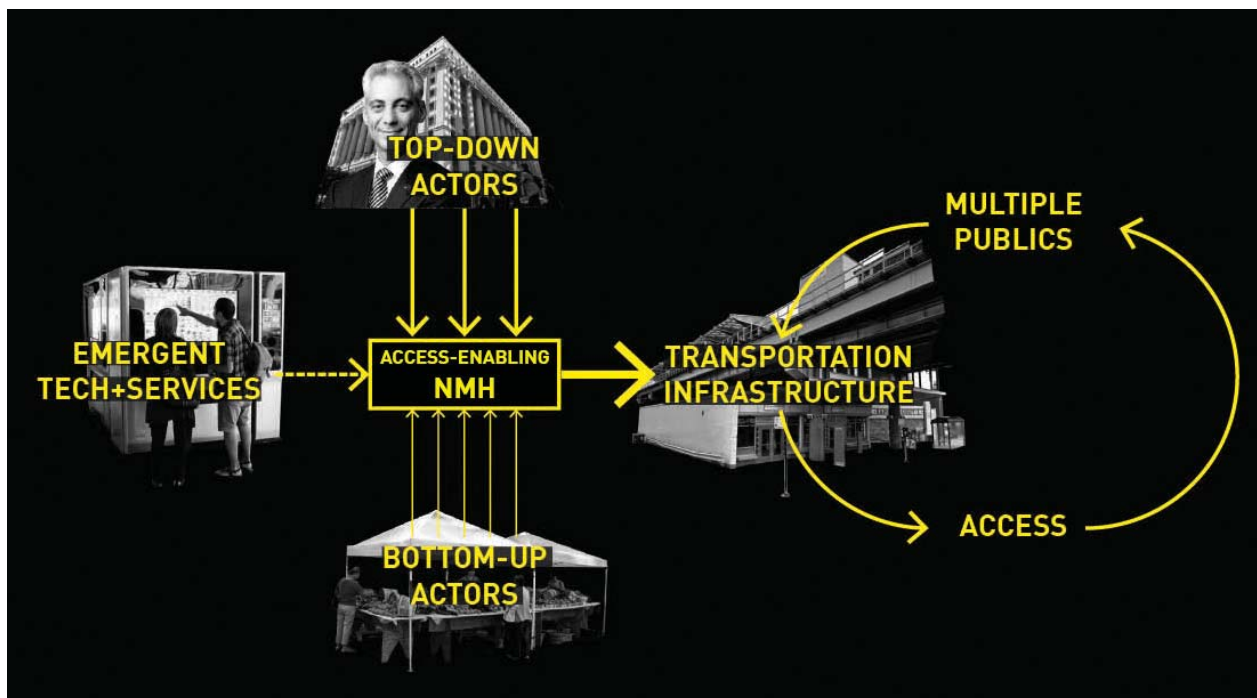 TOP-DOWN
ACTORS
MULTIPLE
PUBLICS
EMERGENT
TECH+SERVICES
ACCESS-ENABLING
NMH
TRANSPORTATION
INFRASTRUCTURE
ACCESS
BOTTOM-UP
ACTORS